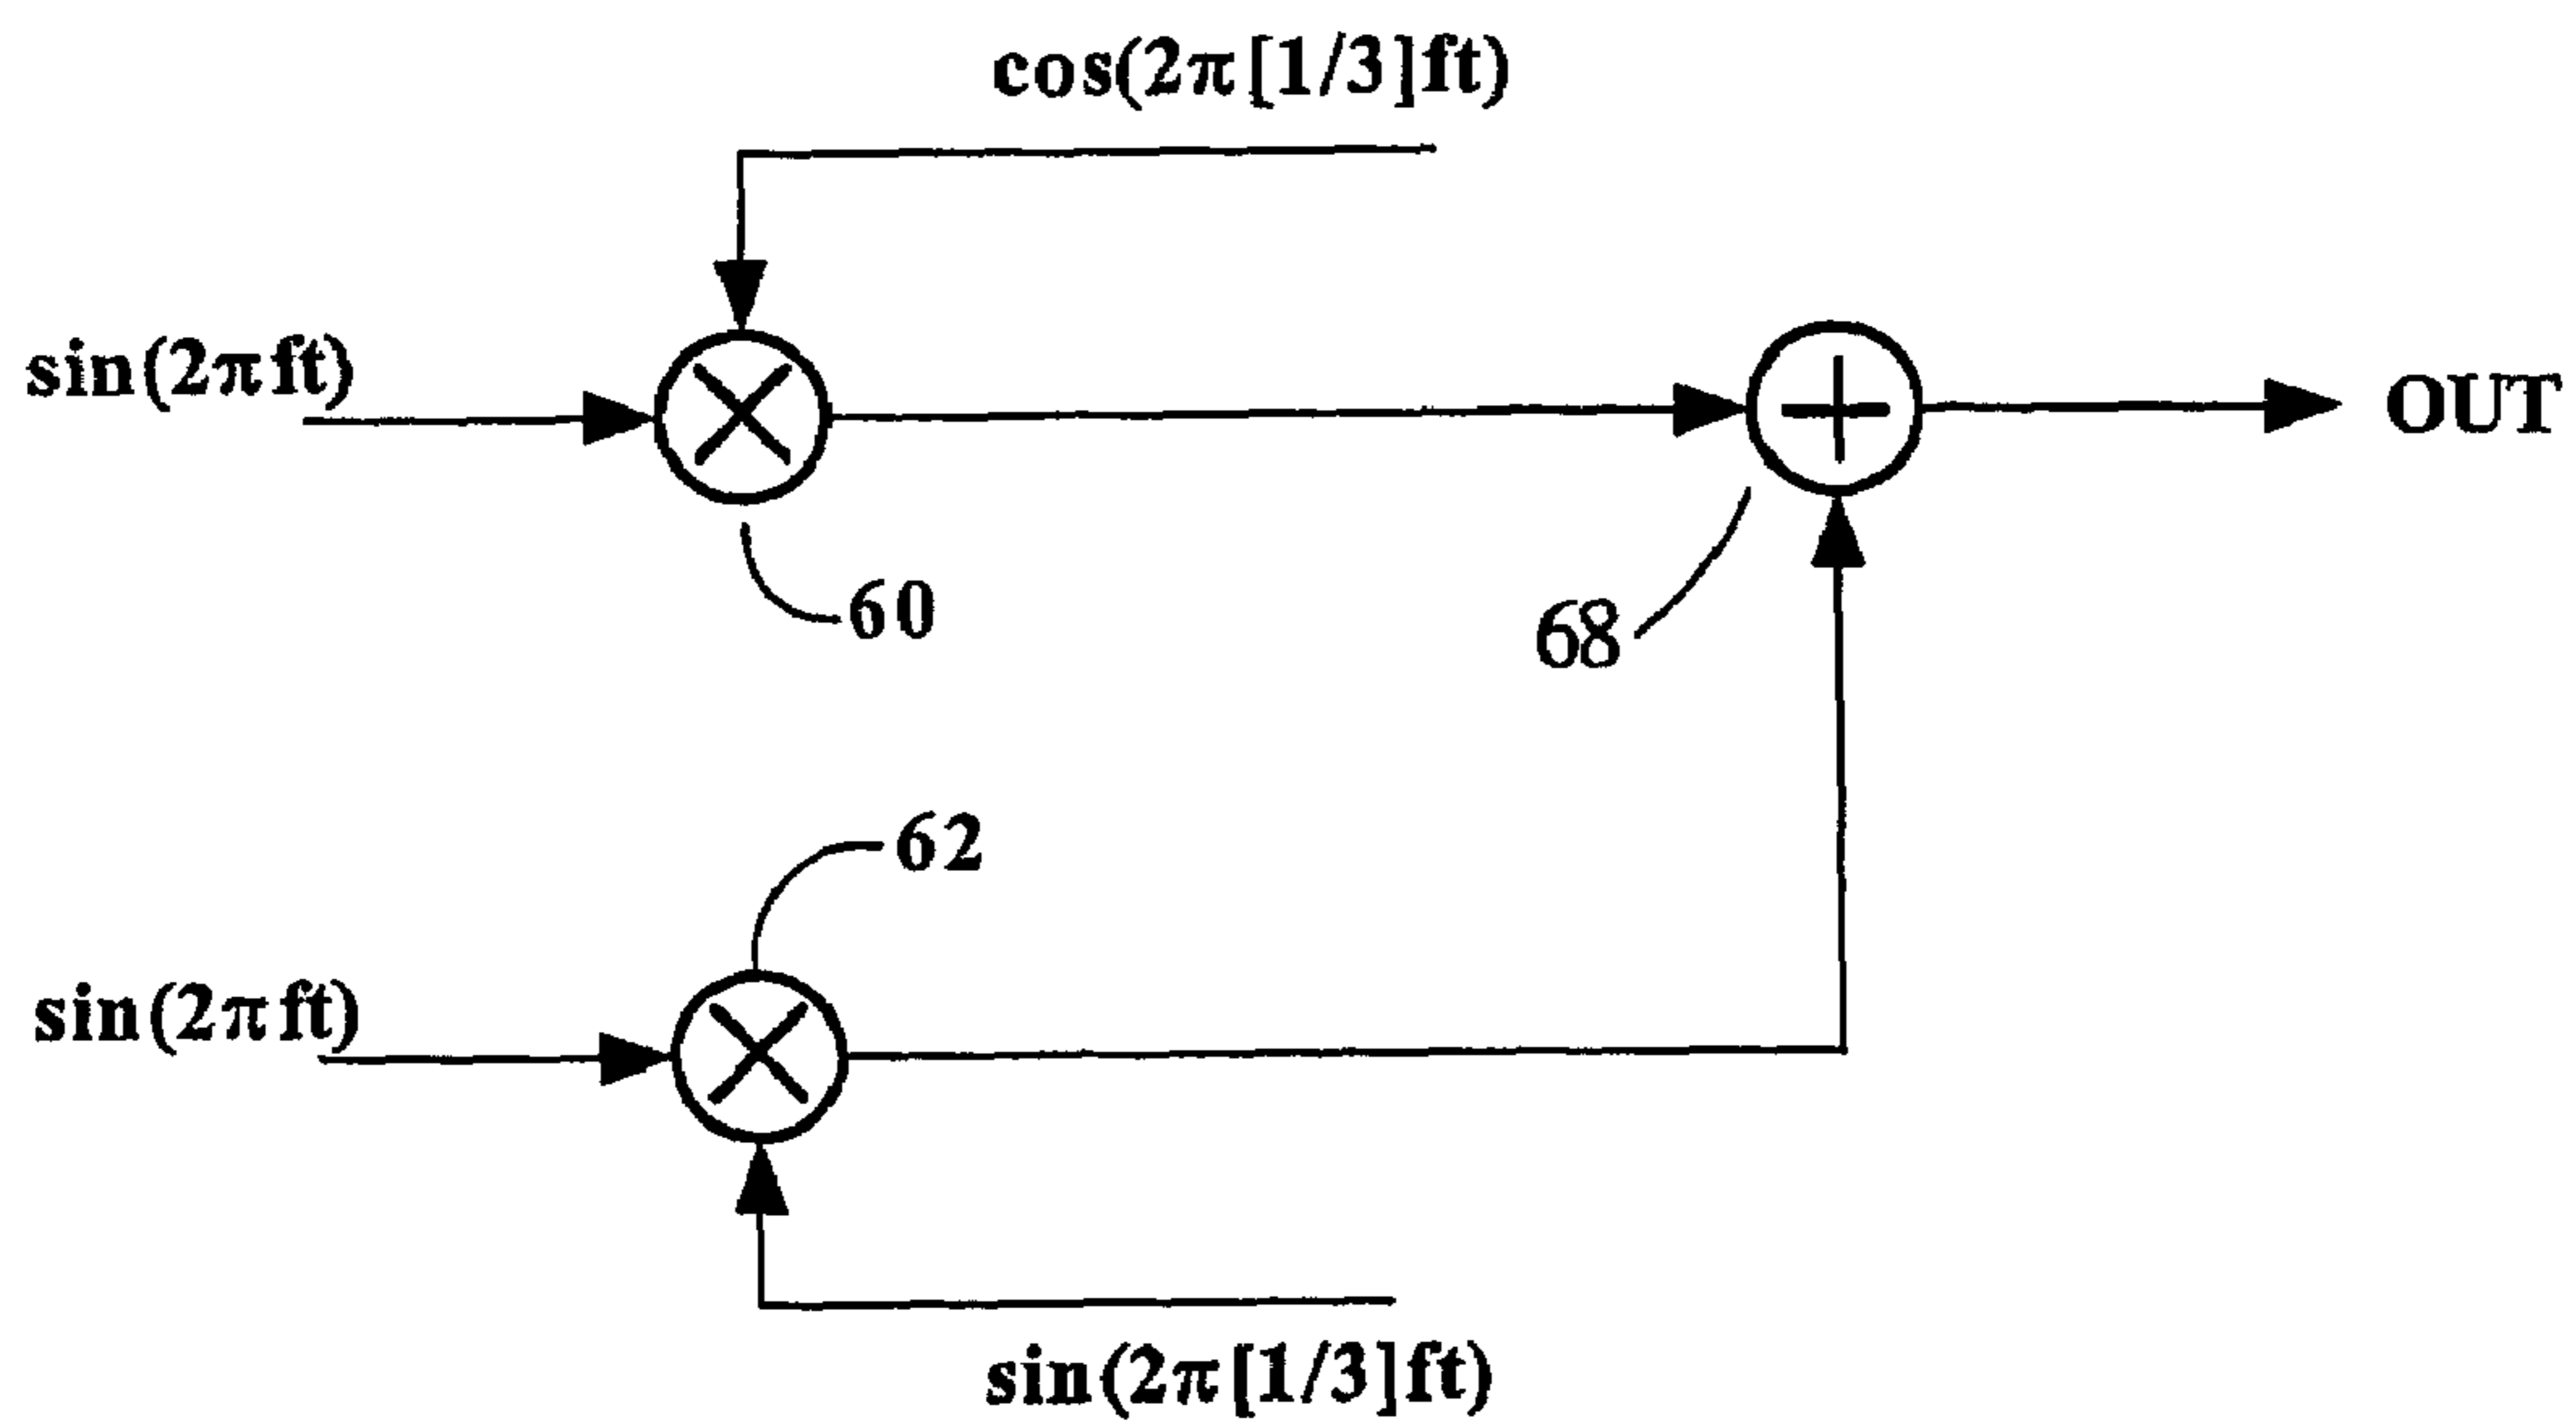 cos(2π[1/3]ft)
sin(2πft)
OUT
60
68
62
sin(2πft)
sin(2π[1/3]ft)